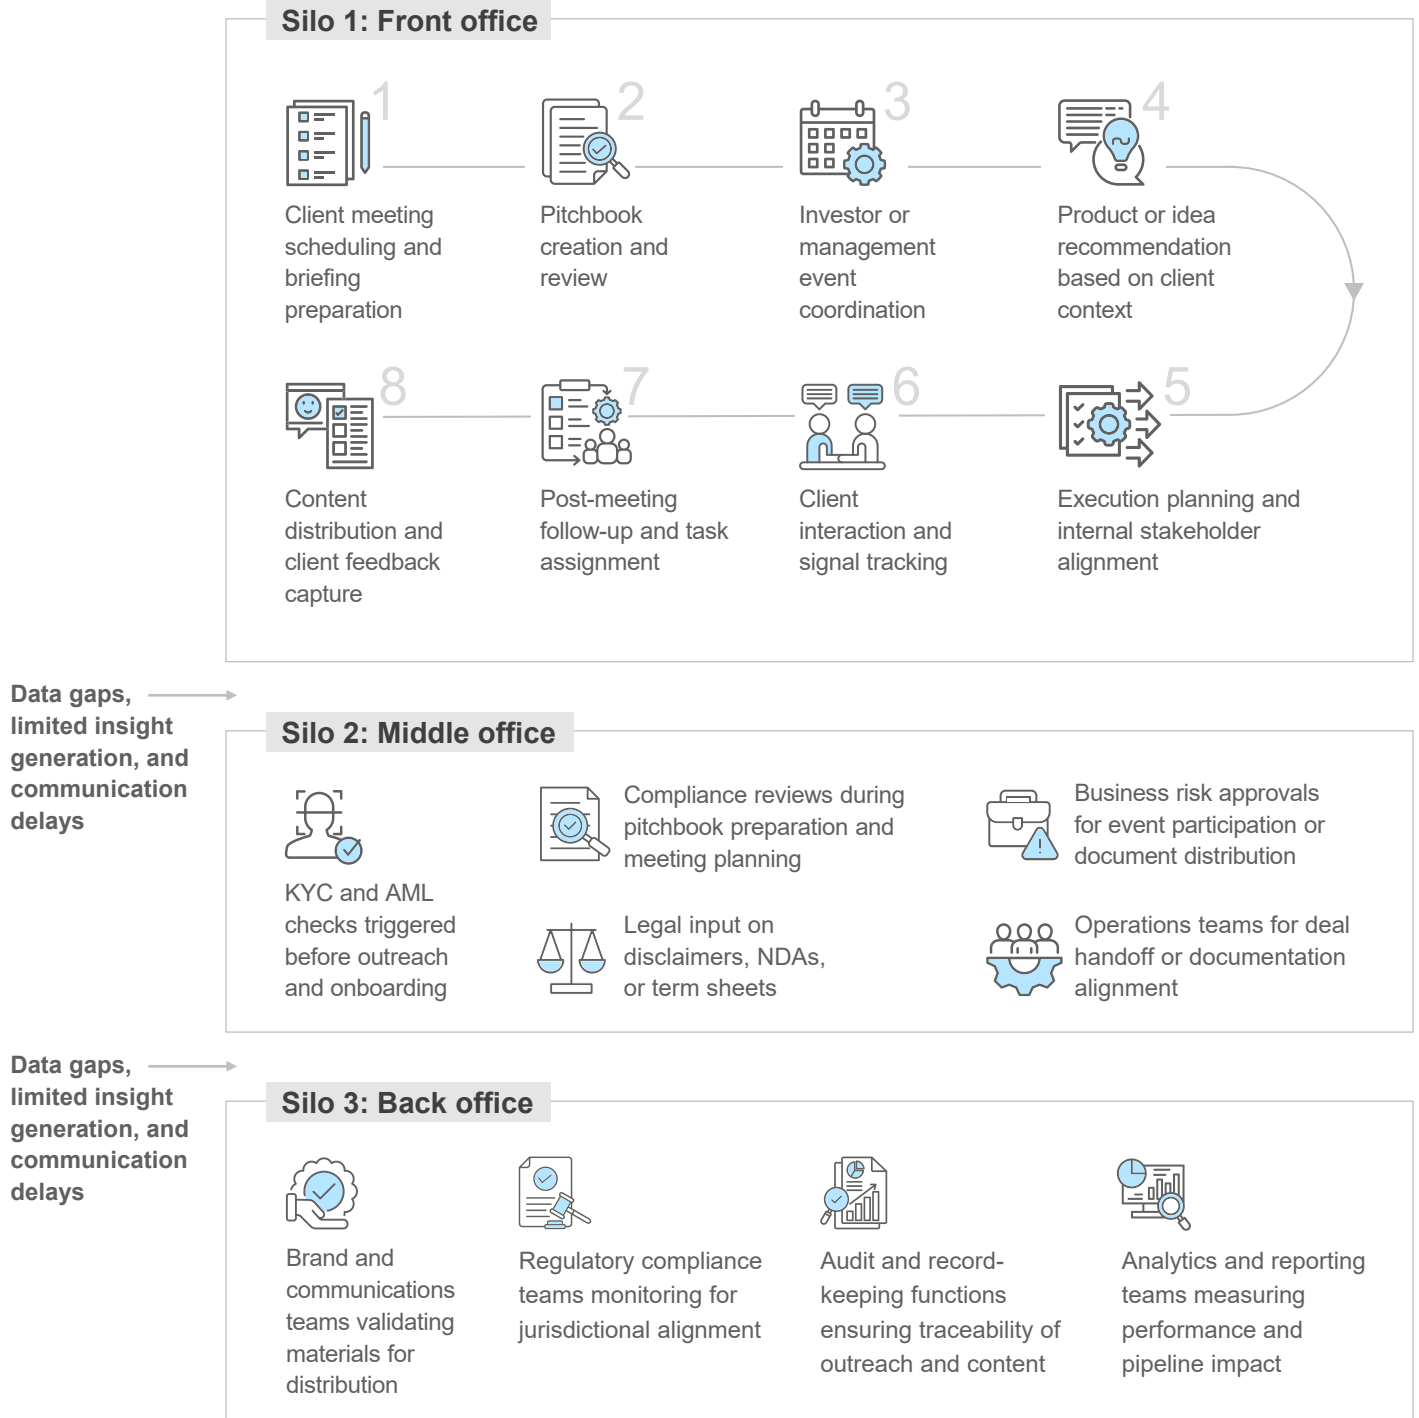 Silo 1: Front office
1
Client meeting
scheduling and
briefing
preparation
2
Pitchbook
creation and
review
3
Investor or
management
event
coordination
4
Product or idea
recommendation
based on client
context
5
Execution planning and
internal stakeholder
alignment
6
Client
interaction and
signal tracking
7
Post-meeting
follow-up and task
assignment
8
Content
distribution and
client feedback
capture
Data gaps,
limited insight
generation, and
communication
delays
Silo 2: Middle office
KYC and AML
checks triggered
before outreach
and onboarding
Compliance reviews during
pitchbook preparation and
meeting planning
Business risk approvals
for event participation or
document distribution
Legal input on
disclaimers, NDAs,
or term sheets
Operations teams for deal
handoff or documentation
alignment
Data gaps,
limited insight
generation, and
communication
delays
Silo 3: Back office
Brand and
communications
teams validating
materials for
distribution
Regulatory compliance
teams monitoring for
jurisdictional alignment
Audit and record-
keeping functions
ensuring traceability of
outreach and content
Analytics and reporting
teams measuring
performance and
pipeline impact